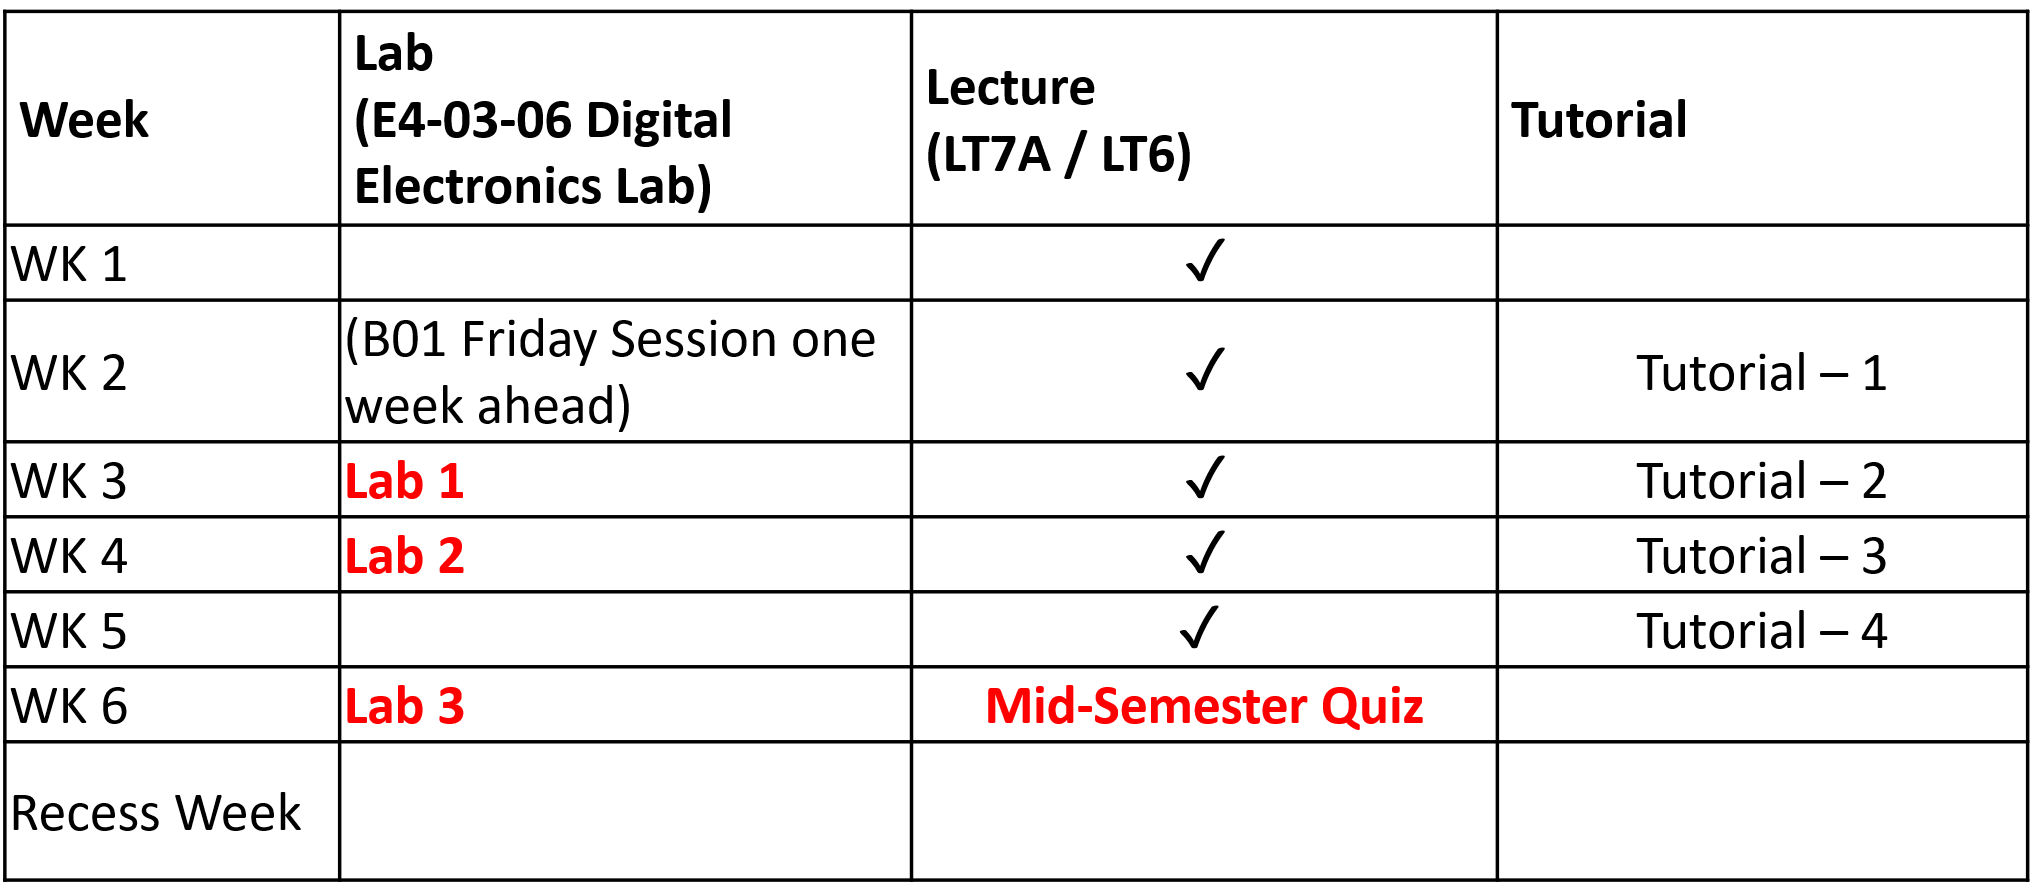 Week
Lab
(E4-03-06 Digital
Electronics Lab)
Lecture
(LT7A / LT6)
Tutorial
WK 1
✓
WK 2
(B01 Friday Session one
week ahead)
✓
Tutorial – 1
WK 3
Lab 1
✓
Tutorial – 2
WK 4
Lab 2
✓
Tutorial – 3
WK 5
✓
Tutorial – 4
WK 6
Lab 3
Mid-Semester Quiz
Recess Week